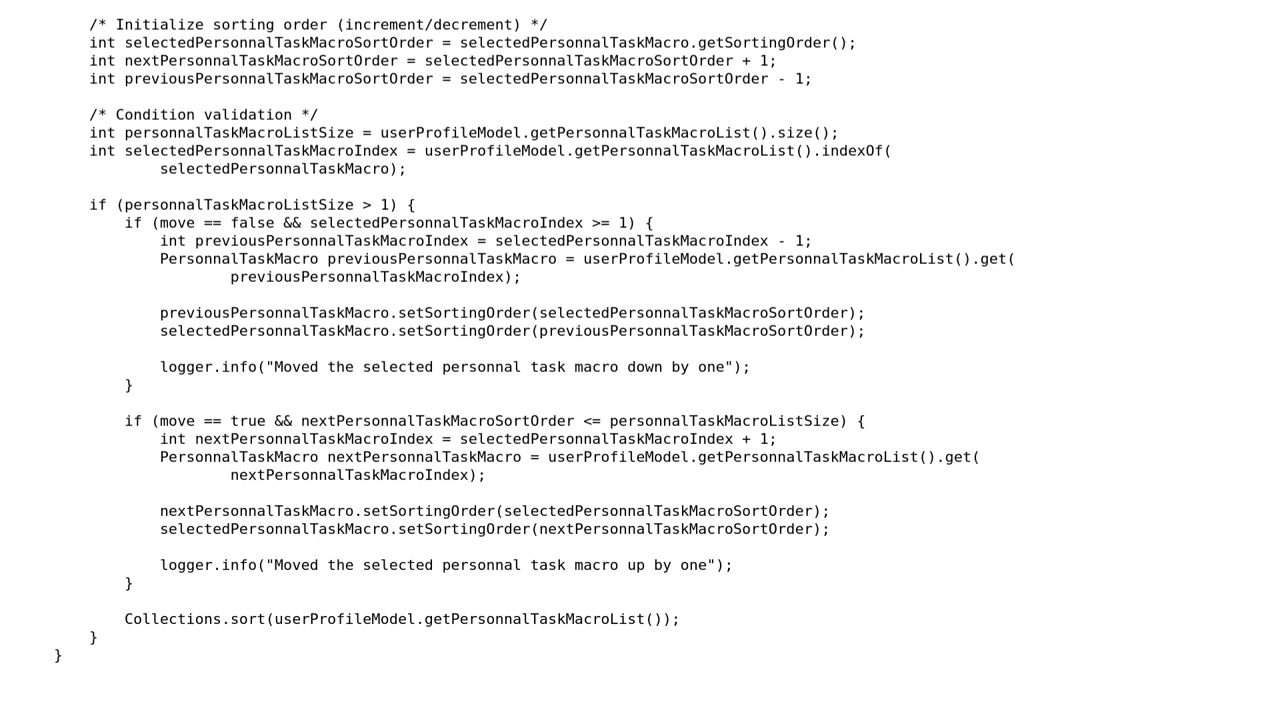 /* Initialize sorting order (increment/decrement) */
int selectedPersonnalTaskMacroSortOrder = selectedPersonnalTaskMacro.getSortingOrder();
int nextPersonnalTaskMacroSortOrder = selectedPersonnalTaskMacroSortOrder + 1;
int previousPersonnalTaskMacroSortOrder = selectedPersonnalTaskMacroSortOrder - 1;
/* Condition validation */
int personnalTaskMacroListSize = userProfileModel.getPersonnalTaskMacroList().size();
int selectedPersonnalTaskMacroIndex = userProfileModel.getPersonnalTaskMacroList().indexOf(
selectedPersonnalTaskMacro);
if (personnalTaskMacroListSize > 1) {
if (move == false && selectedPersonnalTaskMacroIndex >= 1) {
int previousPersonnalTaskMacroIndex = selectedPersonnalTaskMacroIndex - 1;
PersonnalTaskMacro previousPersonnalTaskMacro = userProfileModel.getPersonnalTaskMacroList().get(
previousPersonnalTaskMacroIndex);
previousPersonnalTaskMacro.setSortingOrder(selectedPersonnalTaskMacroSortOrder);
selectedPersonnalTaskMacro.setSortingOrder(previousPersonnalTaskMacroSortOrder);
logger.info("Moved the selected personnal task macro down by one");
}
if (move == true && nextPersonnalTaskMacroSortOrder <= personnalTaskMacroListSize) {
int nextPersonnalTaskMacroIndex = selectedPersonnalTaskMacroIndex + 1;
PersonnalTaskMacro nextPersonnalTaskMacro = userProfileModel.getPersonnalTaskMacroList().get(
nextPersonnalTaskMacroIndex);
nextPersonnalTaskMacro.setSortingOrder(selectedPersonnalTaskMacroSortOrder);
selectedPersonnalTaskMacro.setSortingOrder(nextPersonnalTaskMacroSortOrder);
logger.info("Moved the selected personnal task macro up by one");
}
Collections.sort(userProfileModel.getPersonnalTaskMacroList());
}
}